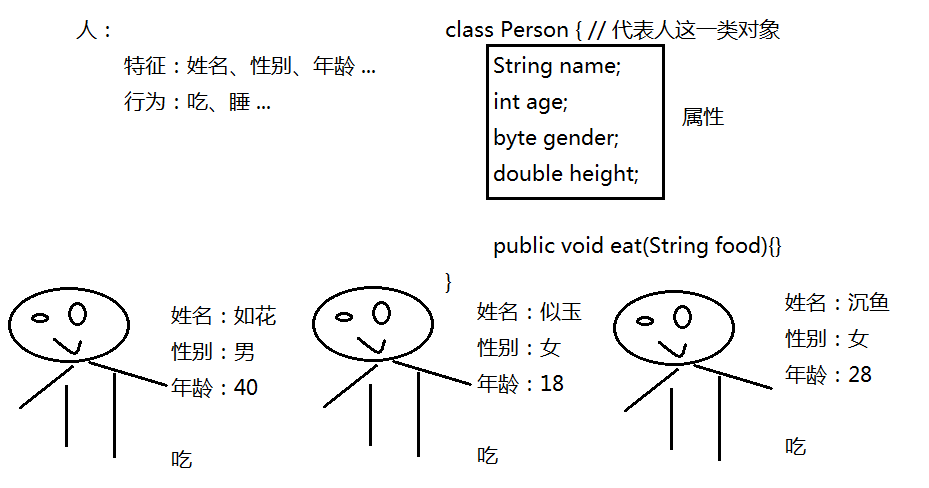 人：
特征：姓名、性别、年龄 ...
行为：吃、睡 ...
class Person { // 代表人这一类对象
String name;
int age;
byte gender;
double height;
属性
public void eat(String food){}
}
姓名：如花
性别：男
年龄：40
吃
姓名：似玉
性别：女
年龄：18
吃
姓名：沉鱼
性别：女
年龄：28
吃